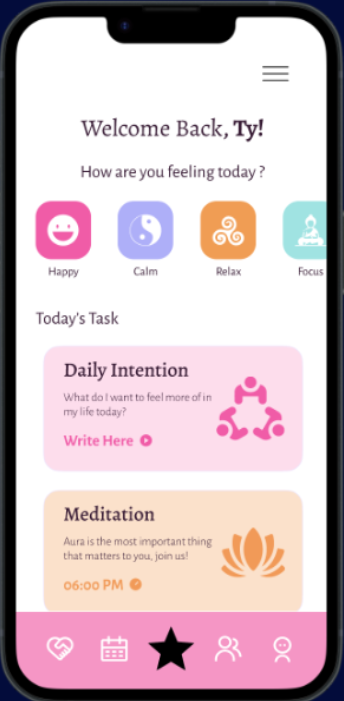 Welcome Back, Ty!
How are you feeling today ?
Happy
Calm
Relax
Focus
Today's Task
Daily Intention
What do I want to feel more of in
my life today?
Write Here
Meditation
Aura is the most important thing
that matters to you, join us!
06:00 PM